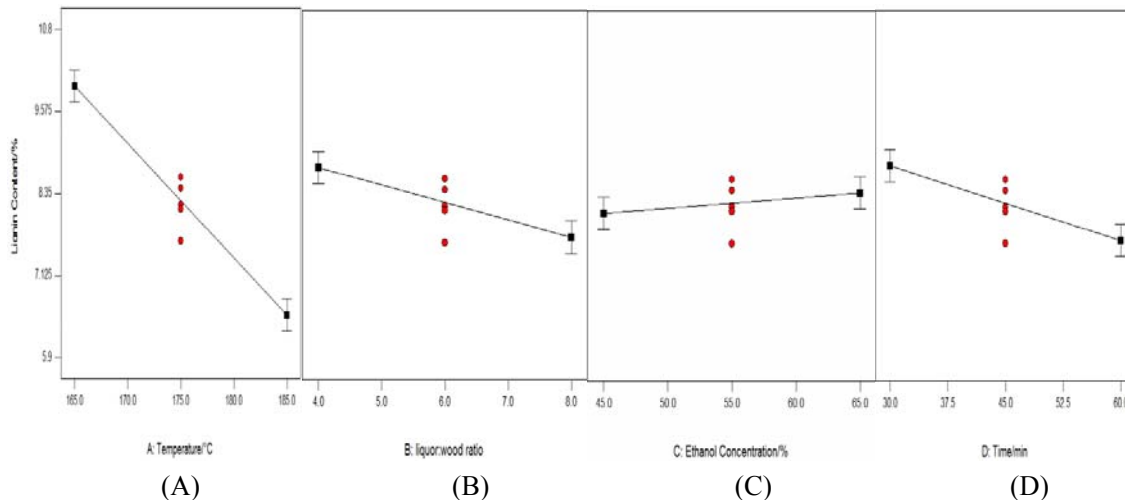 10.8
9.575
8.35
7.125
5.9
Lignin Content/%
165.0 170.0 175.0 180.0 185.0
4.0 5.0 6.0 7.0 8.0
45.0 50.0 55.0 60.0 65.0
30.0 37.5 45.0 52.5 60.0
A: Temperature/°C
B: liquor:wood ratio
C: Ethanol Concentration/%
D: Time/min
(A) (B) (C) (D)